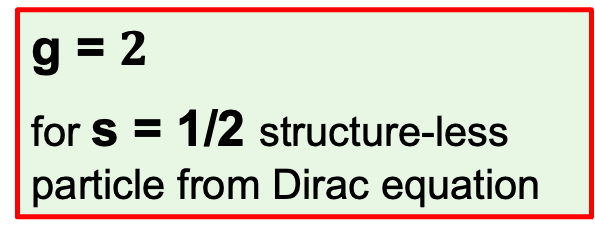 g = 2
for s = 1/2 structure-less
particle from Dirac equation